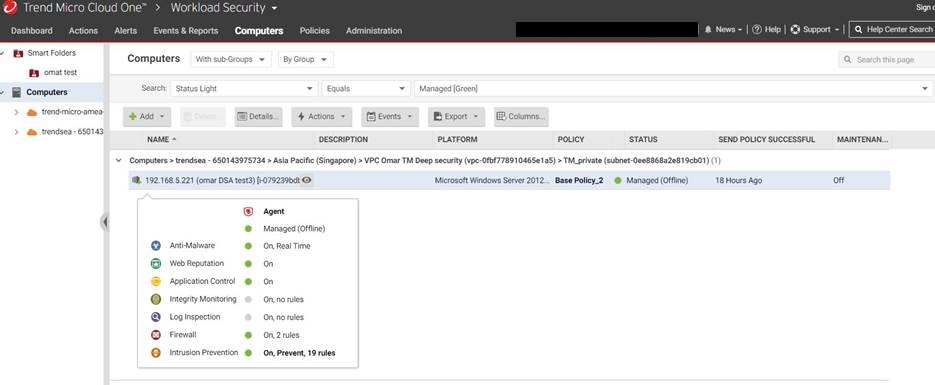 Trend Micro Cloud One™ > Workload Security
Sign o
Dashboard Actions Alerts Events & Reports Computers Policies Administration
News Help Support Help Center Search
Smart Folders
omat test
Computers
trend-micro-amea-
trendsea - 650143
Computers With sub-Groups By Group
Search this page
Search: Status Light Equals Managed [Green]
Add Delete Details... Actions Events Export Columns...
NAME DESCRIPTION PLATFORM POLICY STATUS SEND POLICY SUCCESSFUL MAINTENAN...
Computers > trendsea - 650143975734 > Asia Pacific (Singapore) > VPC Omar TM Deep security (vpc-0fbf778910465e1a5) > TM_private (subnet-0ee8868a2e819cb01) (1)
192.168.5.221 (omar DSA test3) [i-079239bdb Microsoft Windows Server 2012... Base Policy_2 Managed (Offline) 18 Hours Ago Off
Agent
Managed (Offline)
Anti-Malware On, Real Time
Web Reputation On
Application Control On
Integrity Monitoring On, no rules
Log Inspection On, no rules
Firewall On, 2 rules
Intrusion Prevention On, Prevent, 19 rules